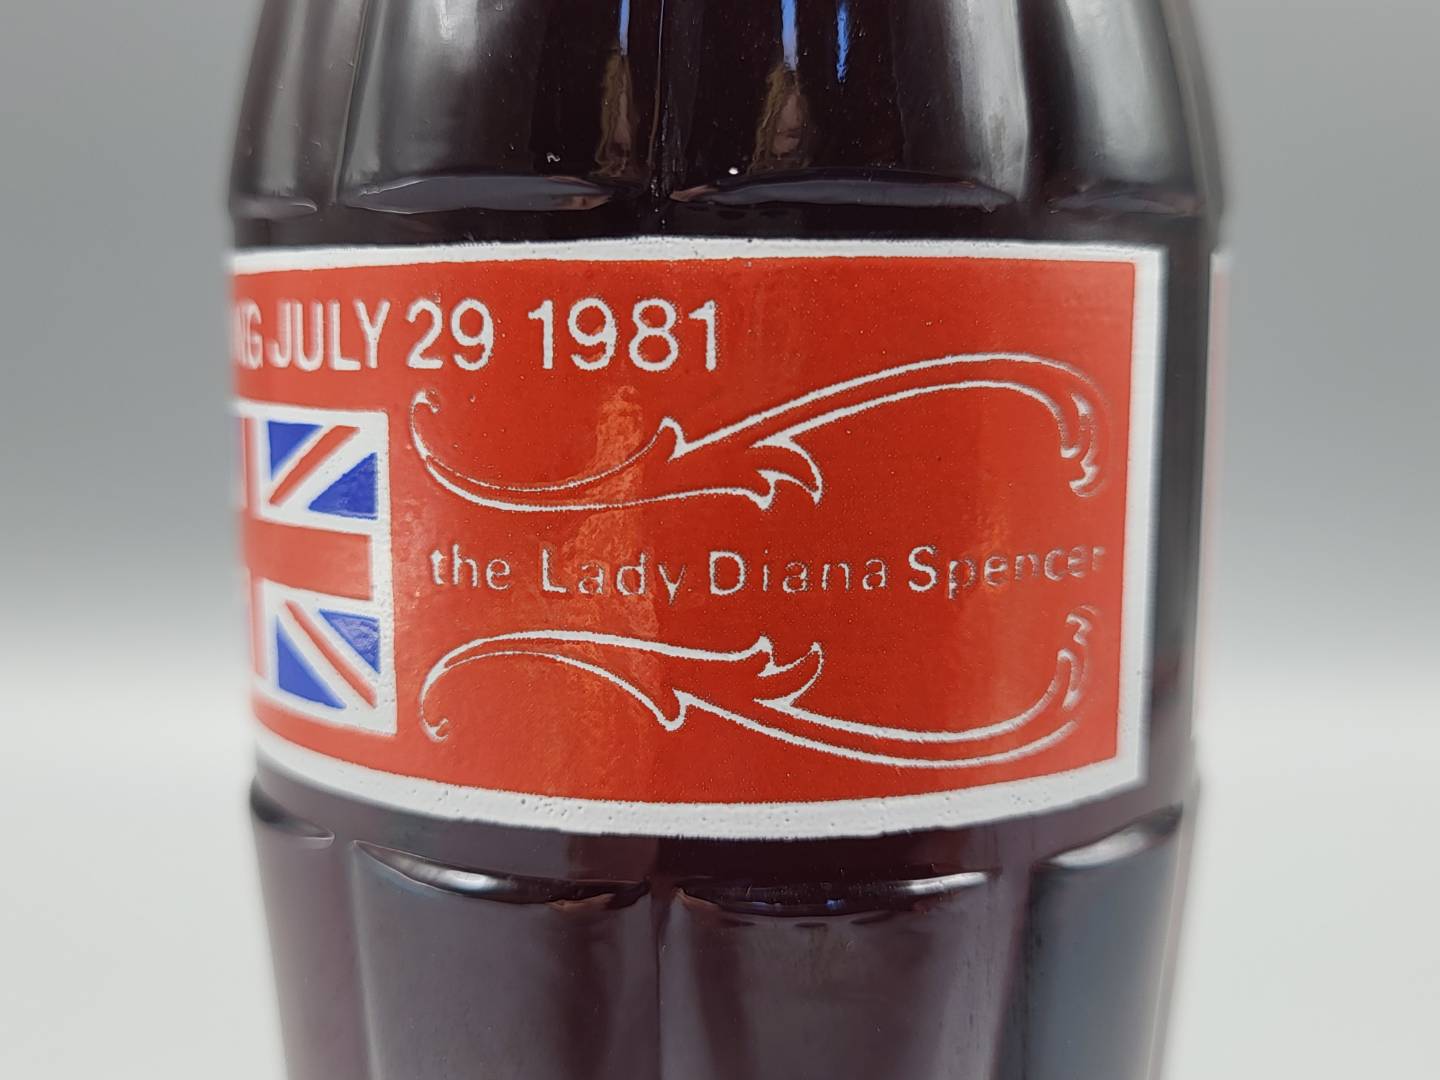 JULY 29 1981
the Lady Diana Spencer